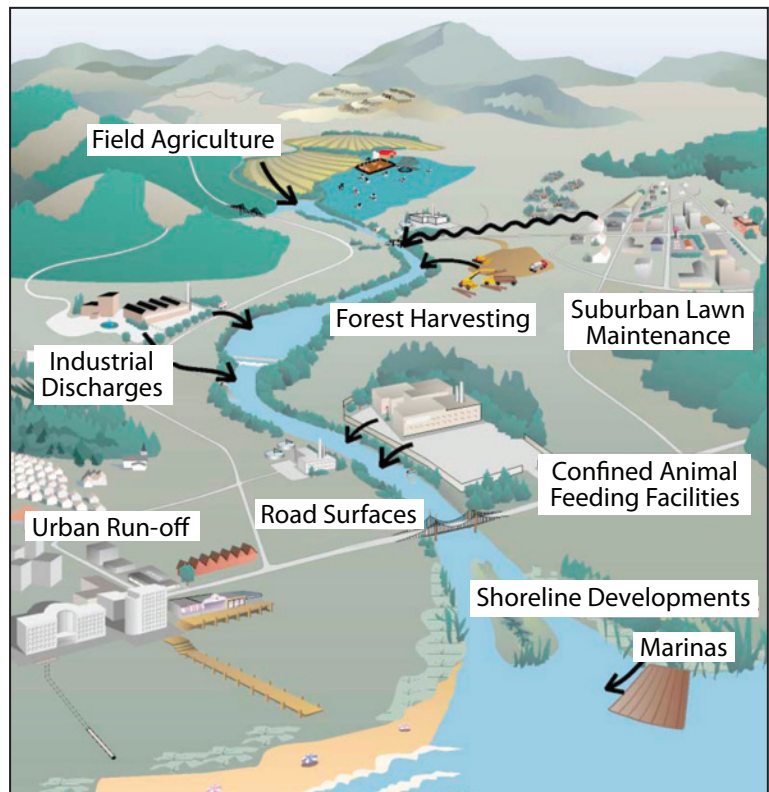 Field Agriculture
Forest Harvesting
Suburban Lawn
Maintenance
Industrial
Discharges
Confined Animal
Feeding Facilities
Road Surfaces
Urban Run-off
Shoreline Developments
Marinas